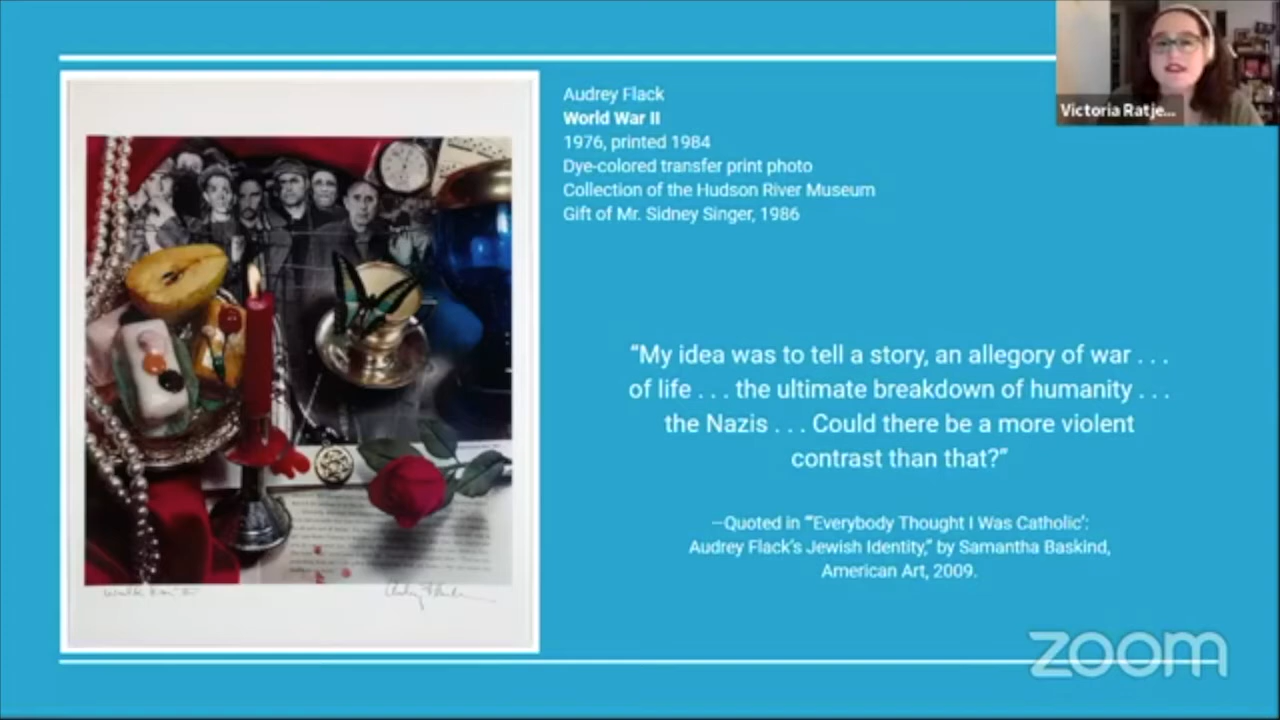 Audrey Flack
World War II
1976, printed 1984
Dye-colored transfer print photo
Collection of the Hudson River Museum
Gift of Mr. Sidney Singer, 1986
Victoria Ratje...
“My idea was to tell a story, an allegory of war . . .
of life . . . the ultimate breakdown of humanity . . .
the Nazis . . . Could there be a more violent
contrast than that?”
—Quoted in “‘Everybody Thought I Was Catholic’:
Audrey Flack’s Jewish Identity,” by Samantha Baskind,
American Art, 2009.
zoom